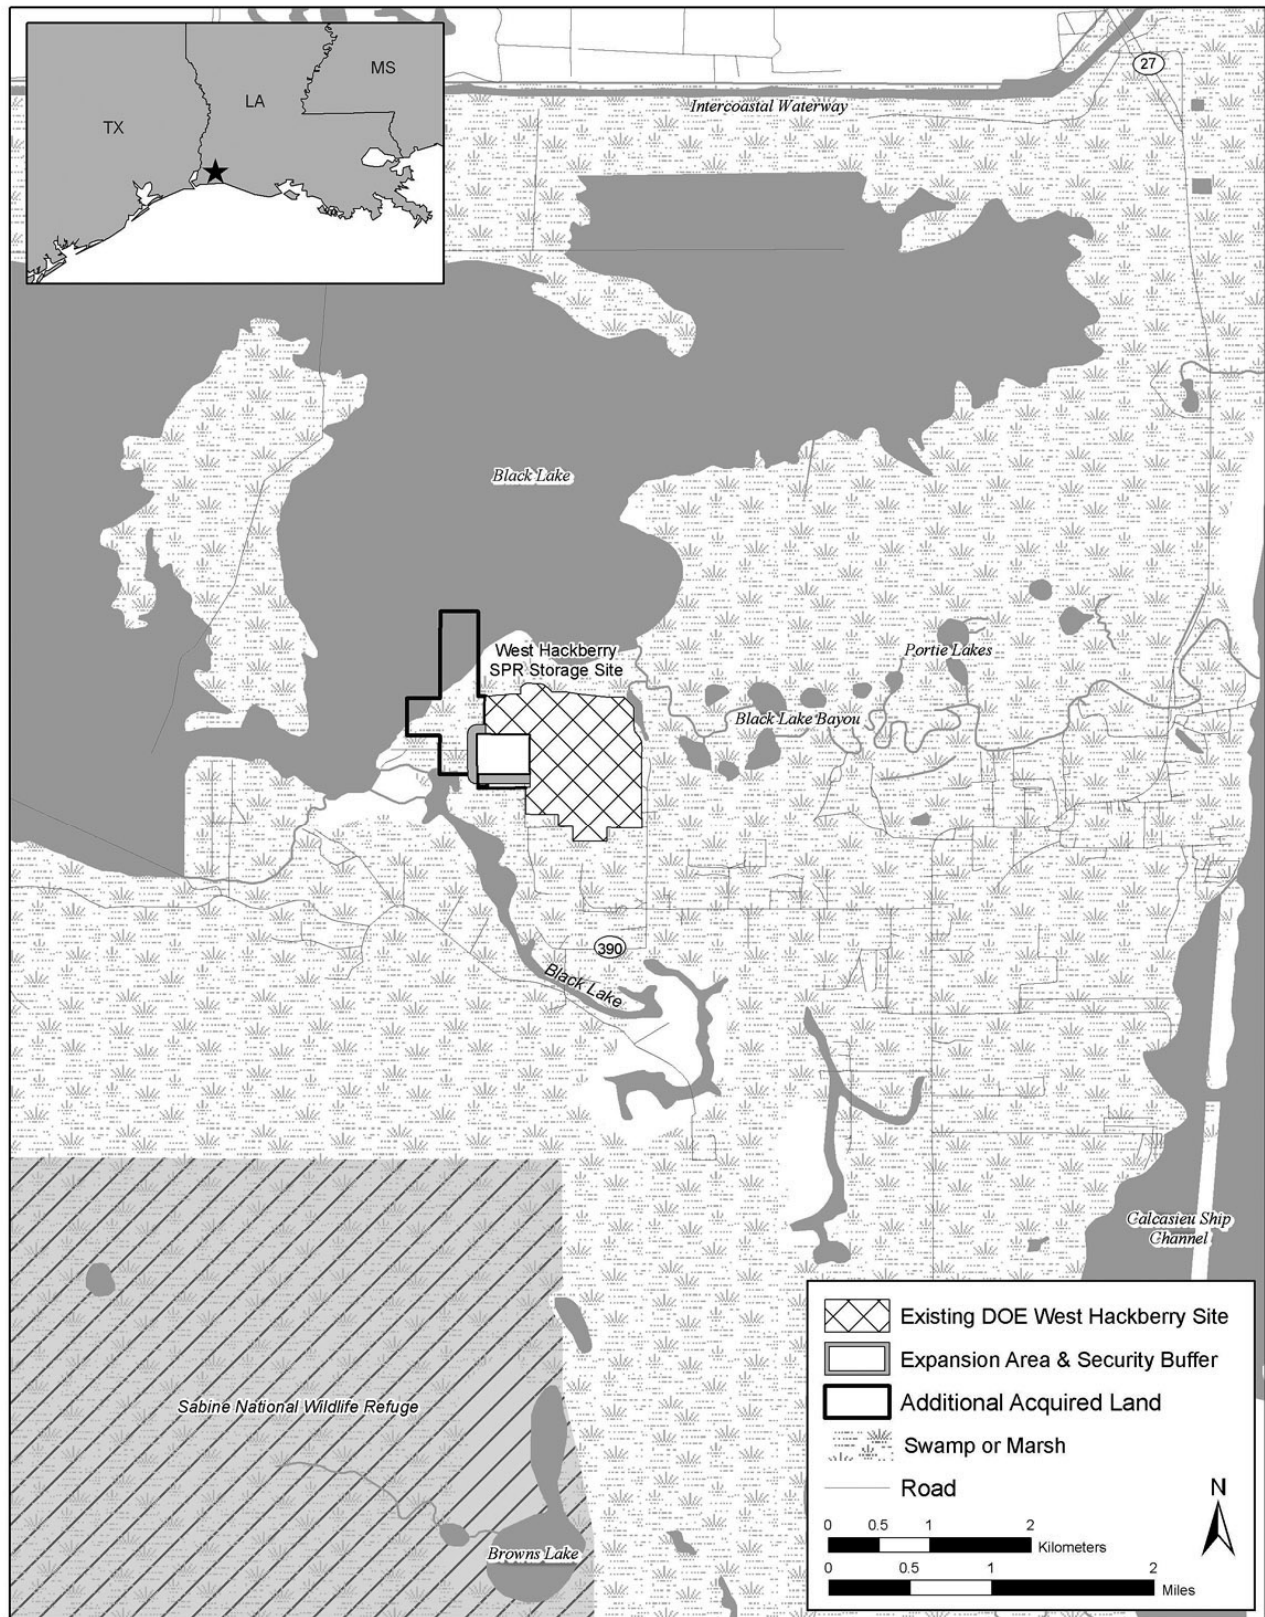 MS
LA
TX
27
Intercoastal Waterway
Black Lake
West Hackberry
SPR Storage Site
Portie Lakes
Black Lake Bayou
390
Black Lake
Calcasieu Ship
Channel
Existing DOE West Hackberry Site
Expansion Area & Security Buffer
Additional Acquired Land
Swamp or Marsh
Road
N
0 0.5 1 2
Kilometers
0 0.5 1 2
Miles
Sabine National Wildlife Refuge
Browns Lake